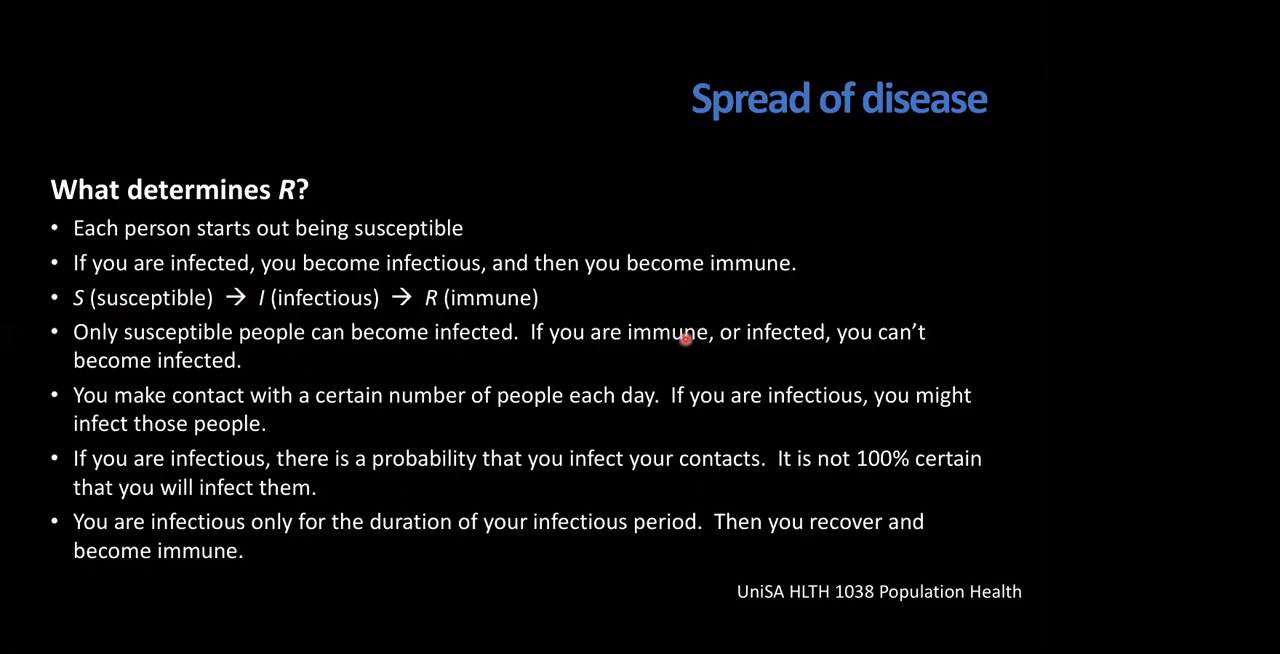 Spread of disease
What determines R?
• Each person starts out being susceptible
• If you are infected, you become infectious, and then you become immune.
• S (susceptible) → I (infectious) → R (immune)
• Only susceptible people can become infected. If you are immune, or infected, you can’t
become infected.
• You make contact with a certain number of people each day. If you are infectious, you might
infect those people.
• If you are infectious, there is a probability that you infect your contacts. It is not 100% certain
that you will infect them.
• You are infectious only for the duration of your infectious period. Then you recover and
become immune.
UniSA HLTH 1038 Population Health